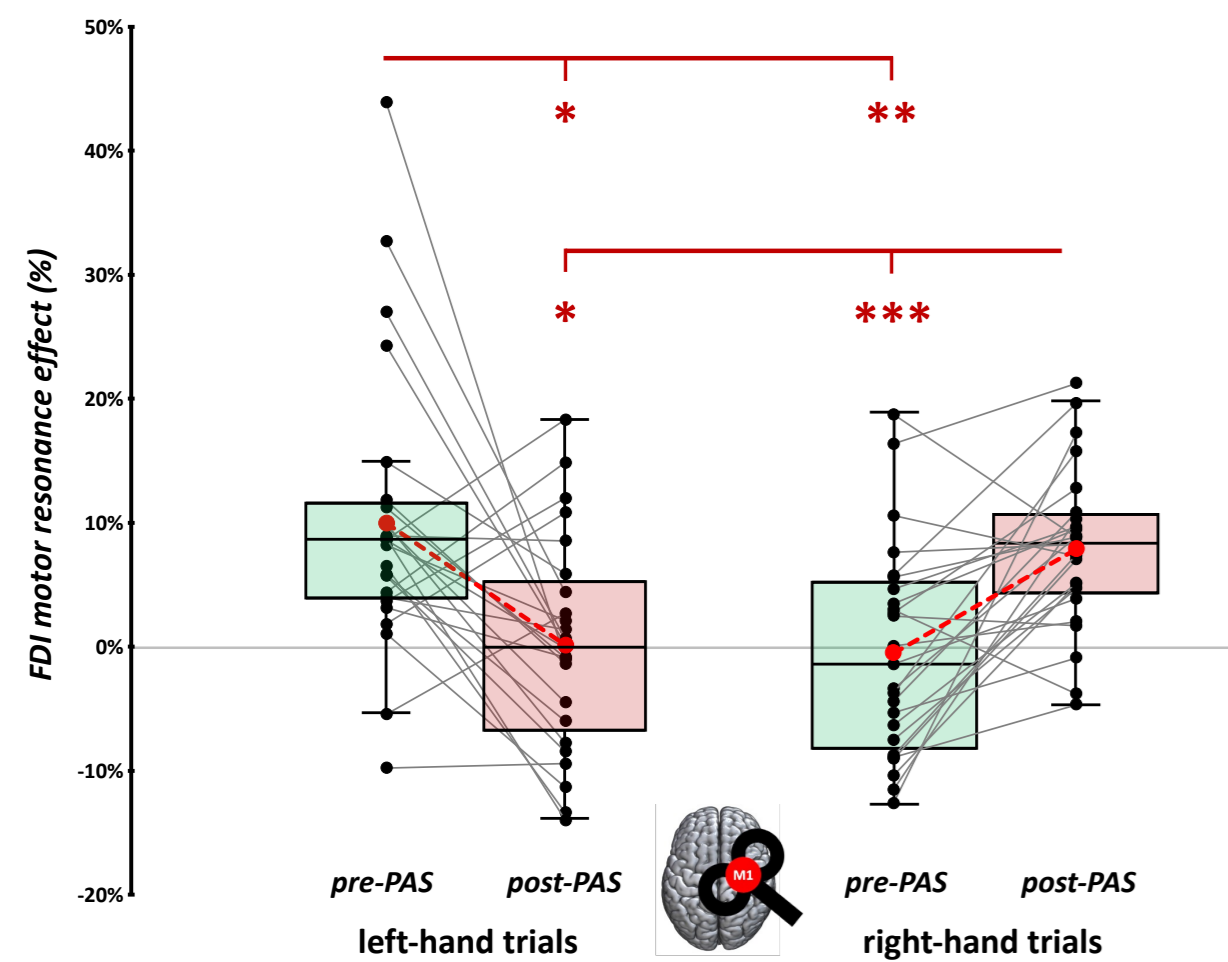 50%
40%
30%
20%
10%
0%
-10%
-20%
FDI motor resonance effect (%)
* **
* ***
M1
pre-PAS post-PAS pre-PAS post-PAS
left-hand trials right-hand trials